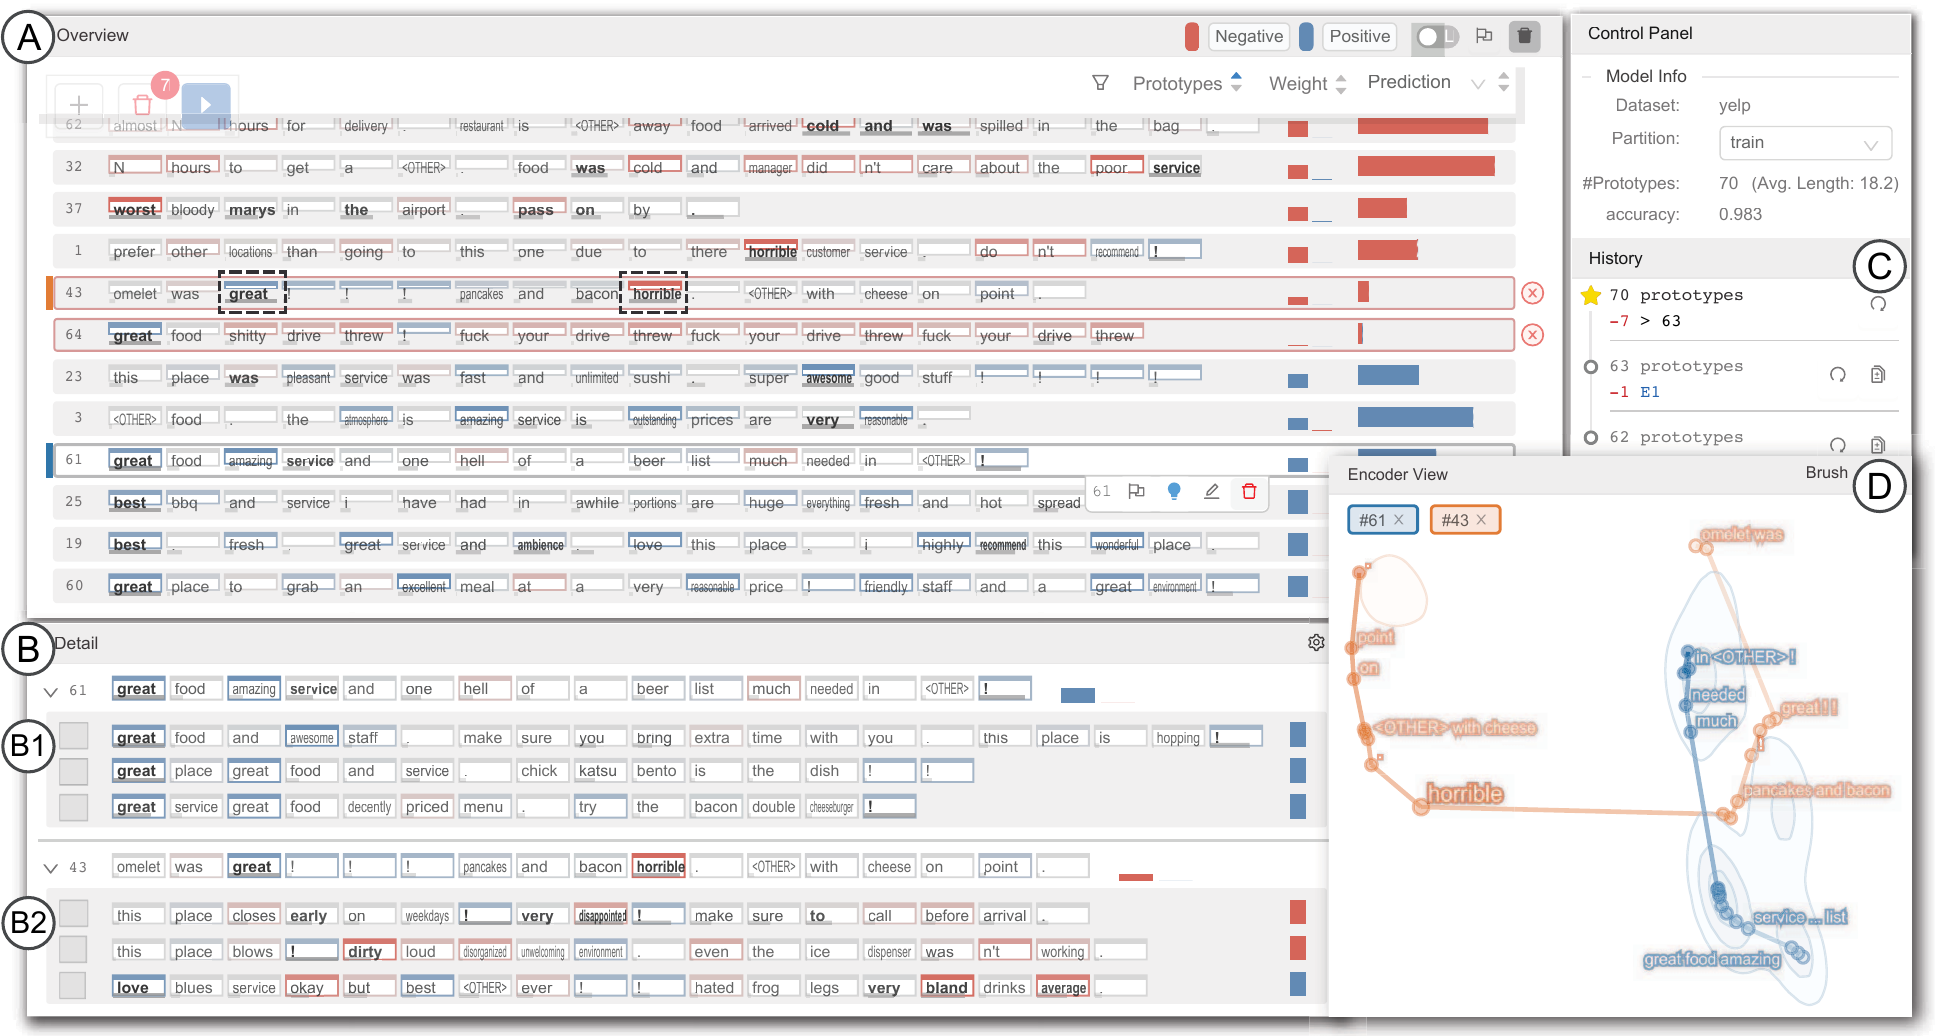 A Overview Negative Positive L
7
Prototypes Weight Prediction
62 almost N hours for delivery . restaurant is <OTHER> away food arrived cold and was spilled in the bag .
32 N hours to get a <OTHER> . food was cold and manager did n't care about the poor service
37 worst bloody marys in the airport . pass on by .
1 prefer other locations than going to this one due to there horrible customer service . do n't recommend !
43 omelet was great ! ! ! pancakes and bacon horrible . <OTHER> with cheese on point .
64 great food shitty drive threw ! fuck your drive threw fuck your drive threw fuck your drive threw
23 this place was pleasant service was fast and unlimited sushi . super awesome good stuff ! ! ! !
3 <OTHER> food . the atmosphere is amazing service is outstanding prices are very reasonable .
61 great food amazing service and one hell of a beer list much needed in <OTHER> !
25 best bbq and service i have had in awhile portions are huge everything fresh and hot spread
61
19 best . fresh . great service and ambience . love this place . i highly recommend this wonderful place .
60 great place to grab an excellent meal at a very reasonable price ! friendly staff and a great environment !
Control Panel
Model Info
Dataset: yelp
Partition: train
#Prototypes: 70 (Avg. Length: 18.2)
accuracy: 0.983
History
C
70 prototypes
-7 > 63
63 prototypes
-1 E1
62 prototypes
B Detail
61 great food amazing service and one hell of a beer list much needed in <OTHER> !
B1
great food and awesome staff . make sure you bring extra time with you . this place is hopping !
great place great food and service . chick katsu bento is the dish ! !
great service great food decently priced menu . try the bacon double cheeseburger !
43 omelet was great ! ! ! pancakes and bacon horrible . <OTHER> with cheese on point .
B2
this place closes early on weekdays ! very disappointed ! make sure to call before arrival .
this place blows ! dirty loud disorganized unwelcoming environment . even the ice dispenser was n't working .
love blues service okay but best <OTHER> ever ! ! hated frog legs very bland drinks average .
Encoder View Brush D
#61 #43
omelet was
point
on
in <OTHER> !
needed
much
great ! !
!
<OTHER> with cheese
horrible
pancakes and bacon
service ... list
great food amazing